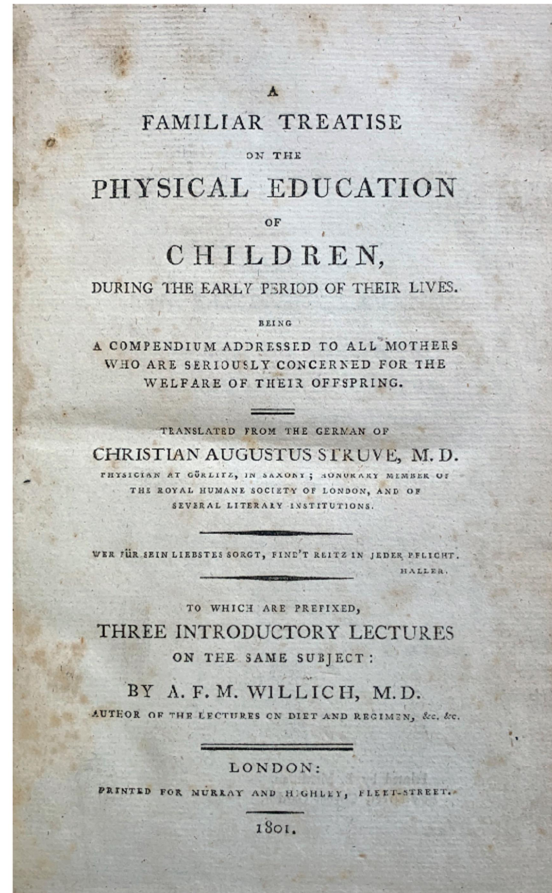 A
FAMILIAR TREATISE
ON THE
PHYSICAL EDUCATION
OF
CHILDREN,
DURING THE EARLY PERIOD OF THEIR LIVES.
BEING
A COMPENDIUM ADDRESSED TO ALL MOTHERS
WHO ARE SERIOUSLY CONCERNED FOR THE
WELFARE OF THEIR OFFSPRING.
TRANSLATED FROM THE GERMAN OF
CHRISTIAN AUGUSTUS STRUVE, M. D.
PHYSICIAN AT GÖRLITZ, IN SAXONY; HONORARY MEMBER OF
THE ROYAL HUMANE SOCIETY OF LONDON, AND OF
SEVERAL LITERARY INSTITUTIONS.
WER FÜR SEIN LIEBSTES SORGT, FIND'T REITZ IN JEDER PFLICHT.
HALLER.
TO WHICH ARE PREFIXED,
THREE INTRODUCTORY LECTURES
ON THE SAME SUBJECT:
BY A. F. M. WILLICH, M. D.
AUTHOR OF THE LECTURES ON DIET AND REGIMEN, &c. &c.
LONDON:
PRINTED FOR MURRAY AND HIGHLEY, FLEET-STREET.
1801.